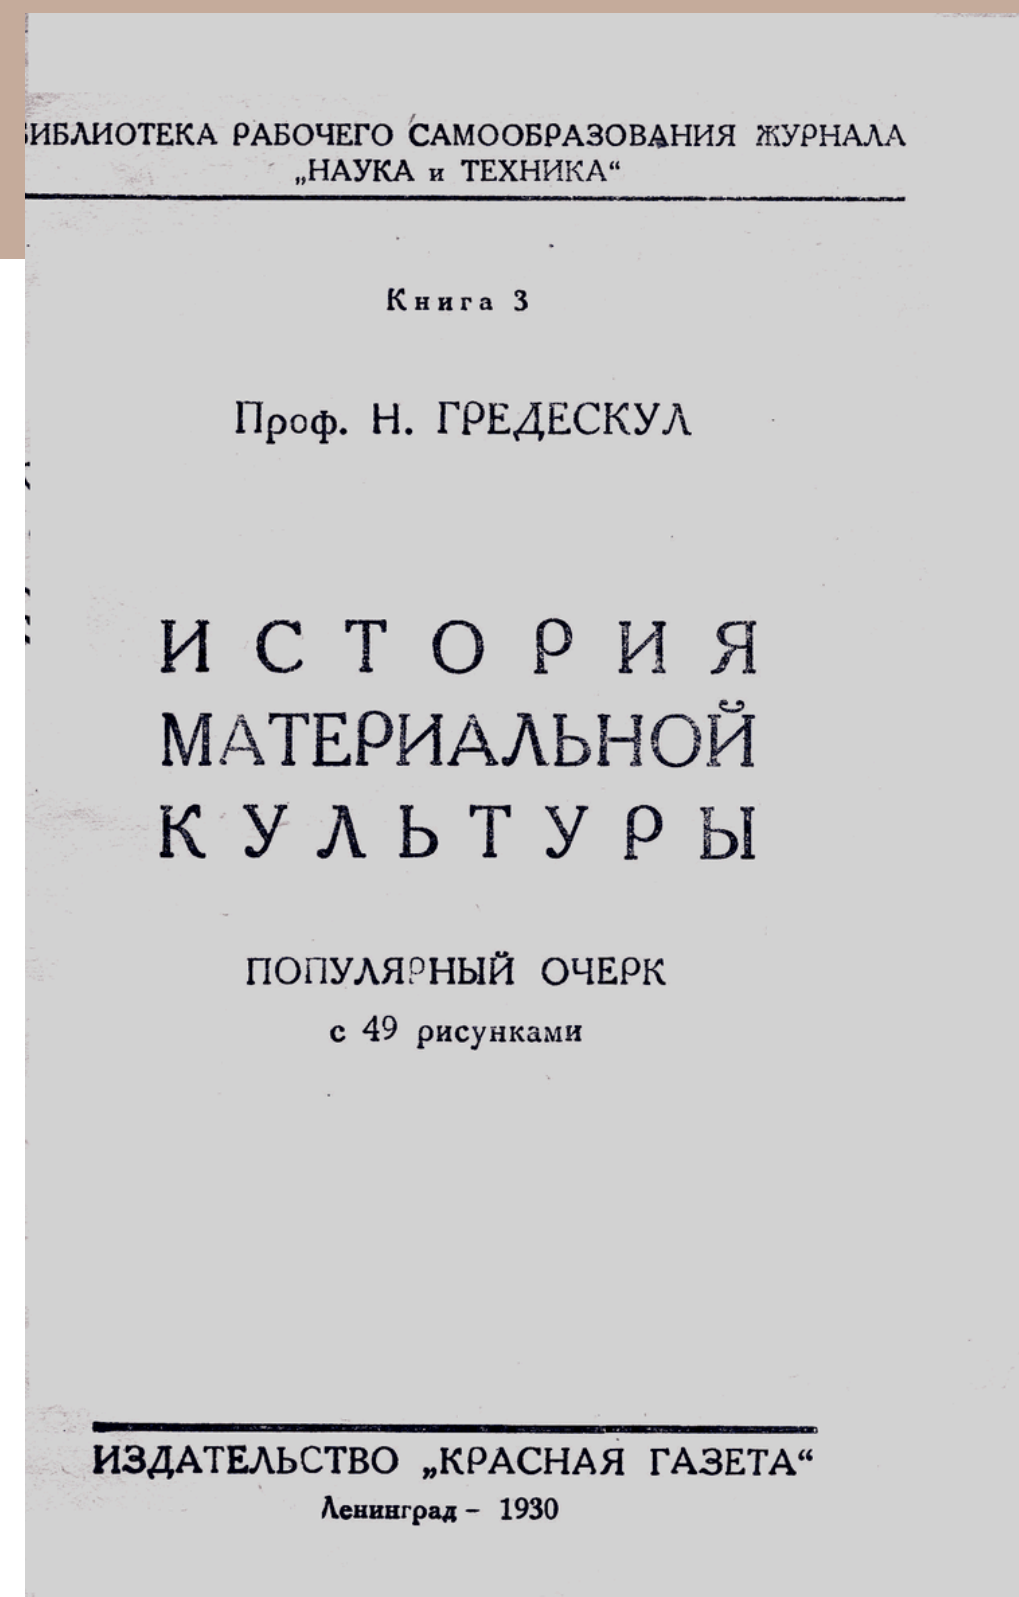 БИБЛИОТЕКА РАБОЧЕГО САМООБРАЗОВАНИЯ ЖУРНАЛА
„НАУКА и ТЕХНИКА“
Книга 3
Проф. Н. ГРЕДЕСКУЛ
ИСТОРИЯ
МАТЕРИАЛЬНОЙ
КУЛЬТУРЫ
ПОПУЛЯРНЫЙ ОЧЕРК
с 49 рисунками
ИЗДАТЕЛЬСТВО „КРАСНАЯ ГАЗЕТА“
Ленинград – 1930